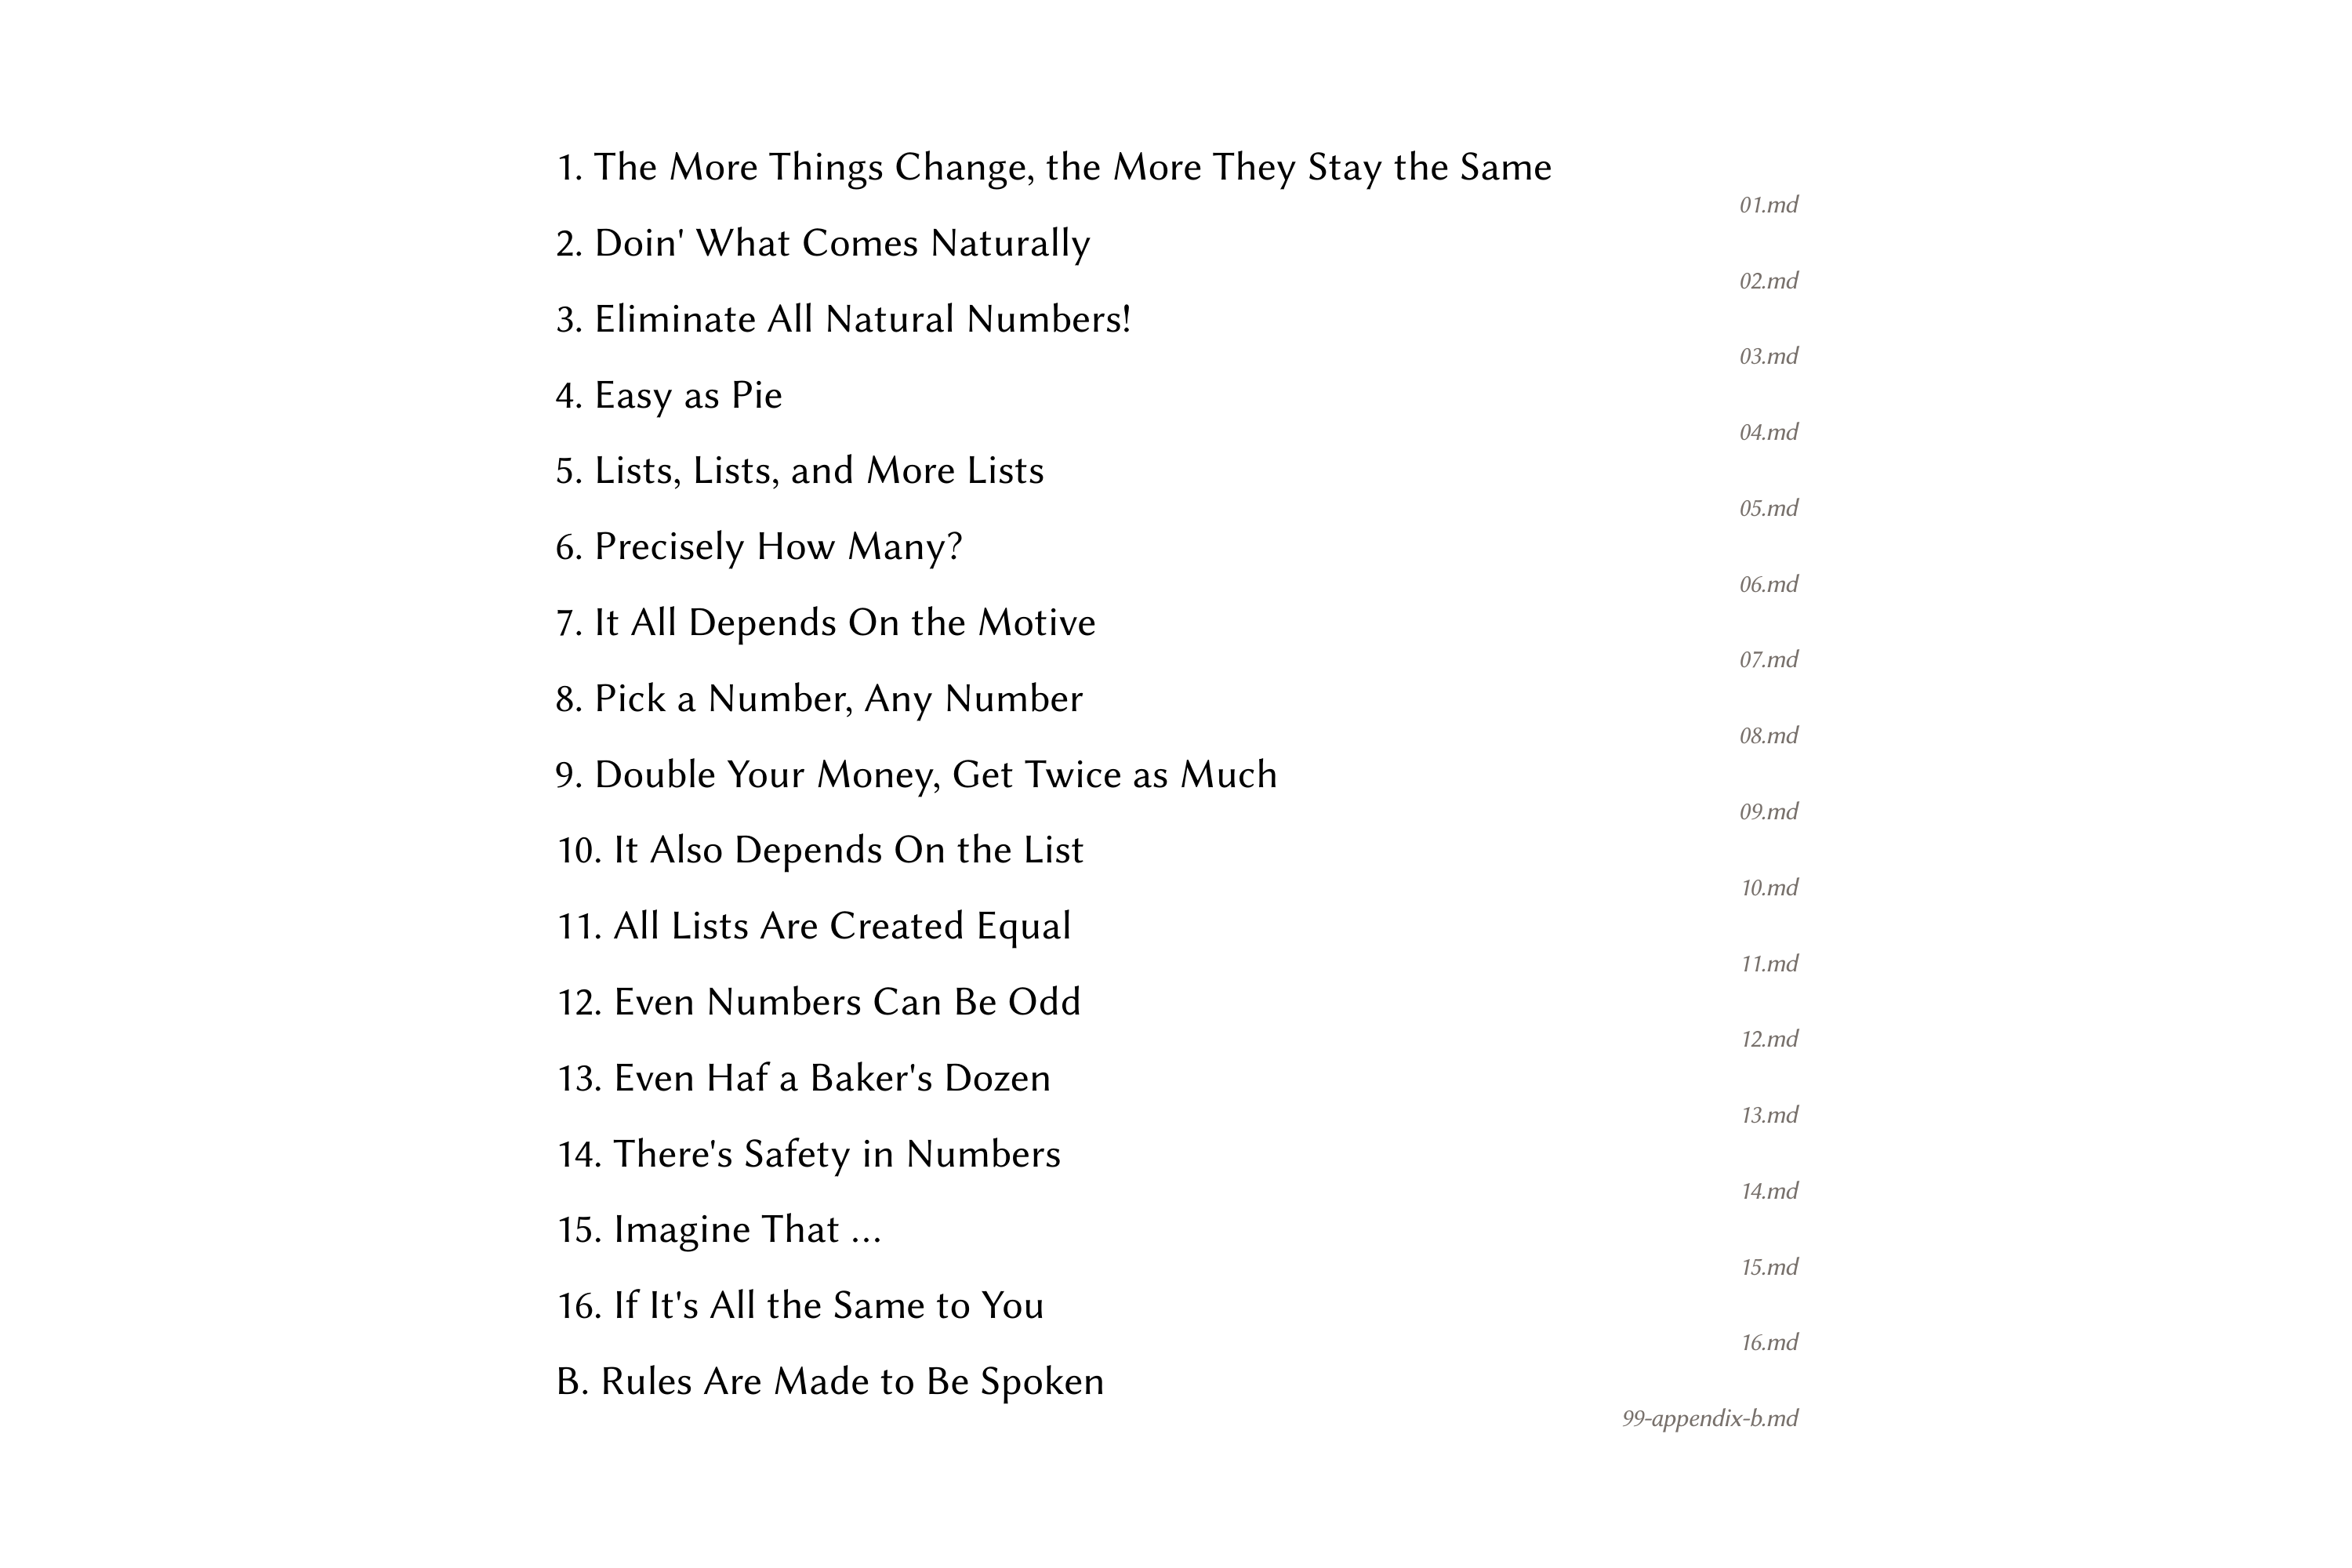 1. The More Things Change, the More They Stay the Same
01.md
2. Doin' What Comes Naturally
02.md
3. Eliminate All Natural Numbers!
03.md
4. Easy as Pie
04.md
5. Lists, Lists, and More Lists
05.md
6. Precisely How Many?
06.md
7. It All Depends On the Motive
07.md
8. Pick a Number, Any Number
08.md
9. Double Your Money, Get Twice as Much
09.md
10. It Also Depends On the List
10.md
11. All Lists Are Created Equal
11.md
12. Even Numbers Can Be Odd
12.md
13. Even Haf a Baker's Dozen
13.md
14. There's Safety in Numbers
14.md
15. Imagine That ...
15.md
16. If It's All the Same to You
16.md
B. Rules Are Made to Be Spoken
99-appendix-b.md